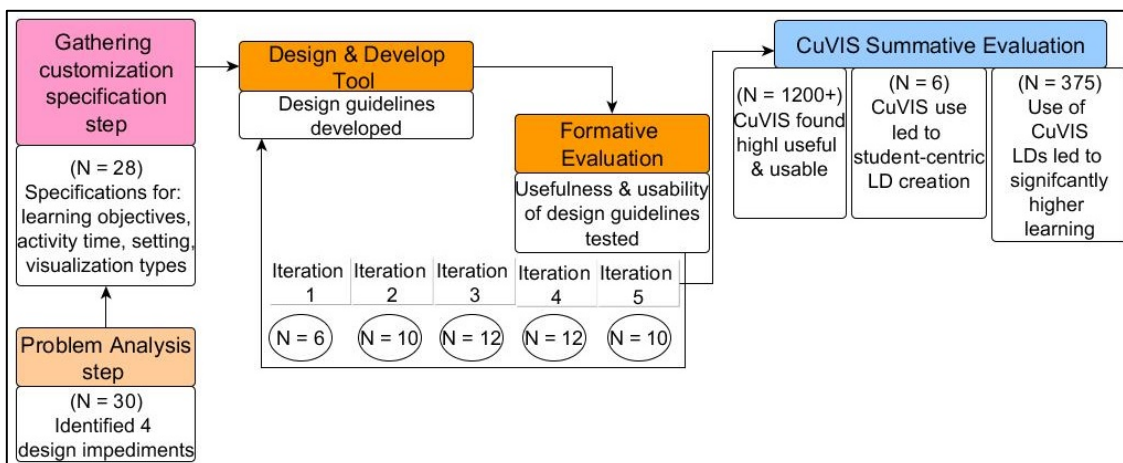 Gathering
customization
specification
step
(N = 28)
Specifications for:
learning objectives,
activity time, setting,
visualization types
Problem Analysis
step
(N = 30)
Identified 4
design impediments
Design & Develop
Tool
Design guidelines
developed
Formative
Evaluation
Usefulness & usability
of design guidelines
tested
Iteration
1
Iteration
2
Iteration
3
Iteration
4
Iteration
5
N = 6
N = 10
N = 12
N = 12
N = 10
CuVIS Summative Evaluation
(N = 1200+)
CuVIS found
highl useful
& usable
(N = 6)
CuVIS use
led to
student-centric
LD creation
(N = 375)
Use of
CuVIS
LDs led to
signifcantly
higher
learning